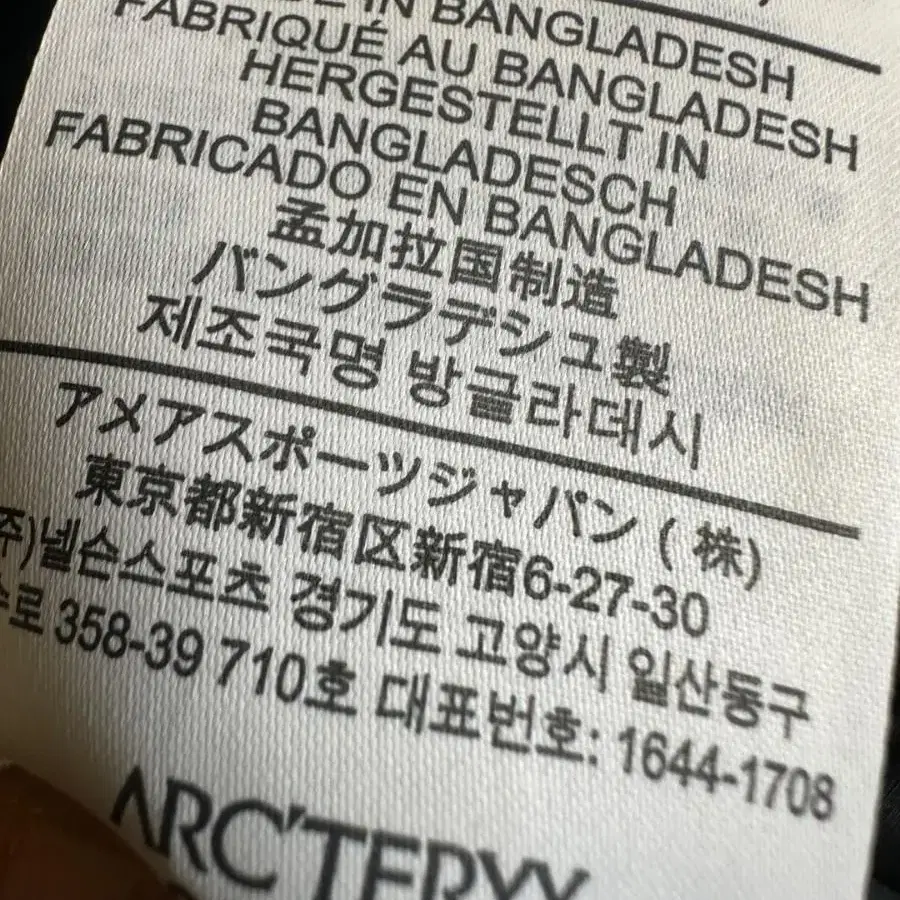 IN BANGLADESH
FABRIQUÉ AU BANGLADESH
HERGESTELLT IN
BANGLADESCH
FABRICADO EN BANGLADESH
孟加拉国制造
バングラデシュ製
제조국명 방글라데시
アメアスポーツジャパン (株)
東京都新宿区新宿6-27-30
주)넬슨스포츠 경기도 고양시 일산동구
358-39 710호 대표번호: 1644-1708
ARC'TERYX